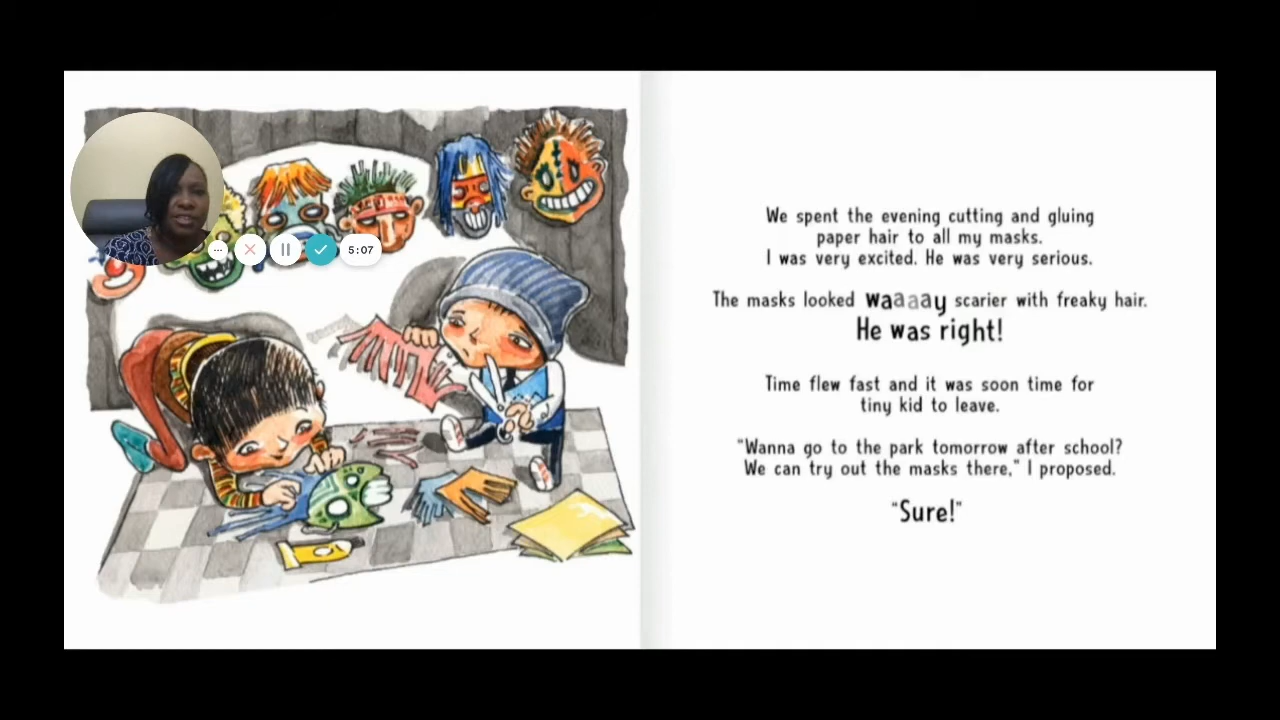 5:07
We spent the evening cutting and gluing
paper hair to all my masks.
I was very excited. He was very serious.
The masks looked waaaay scarier with freaky hair.
He was right!
Time flew fast and it was soon time for
tiny kid to leave.
"Wanna go to the park tomorrow after school?
We can try out the masks there," I proposed.
"Sure!"